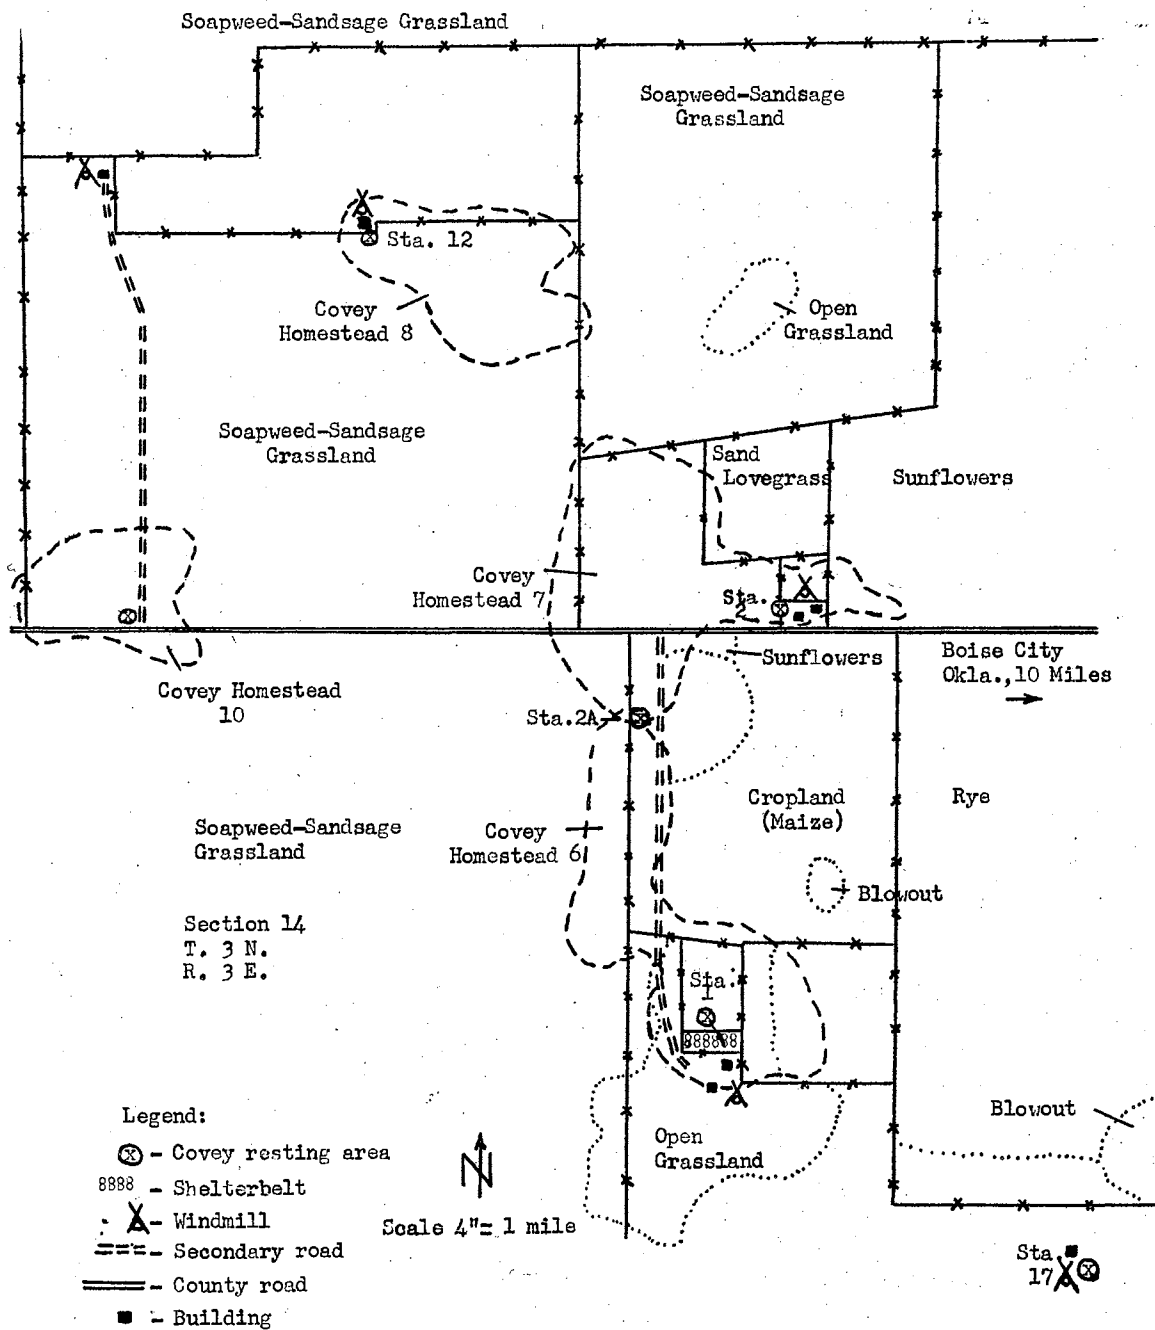 Soapweed-Sandsage Grassland
Soapweed-Sandsage
Grassland
Sta. 12
Covey
Homestead 8
Open
Grassland
Soapweed-Sandsage
Grassland
Sand
Lovegrass
Sunflowers
Covey
Homestead 7
Sta.
2
Sunflowers
Boise City
Okla.,10 Miles
Covey Homestead
10
Sta.2A
Cropland
(Maize)
Rye
Soapweed-Sandsage
Grassland
Covey
Homestead 6
Blowout
Section 14
T. 3 N.
R. 3 E.
Sta.
1
888888
Open
Grassland
Blowout
Legend:
- Covey resting area
8888 - Shelterbelt
- Windmill
- Secondary road
- County road
- Building
N
Scale 4"= 1 mile
Sta.
17